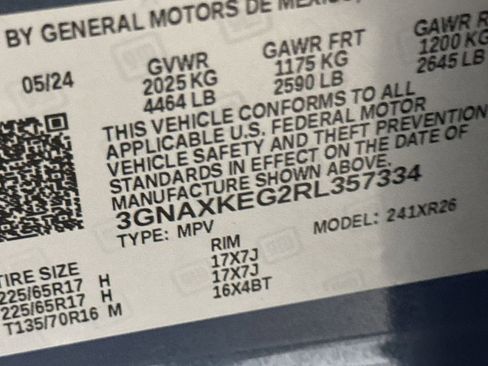 BY GENERAL MOTORS DE MEXICO
05/24 GVWR GAWR FRT GAWR R
2025 KG 1175 KG 1200 KG
4464 LB 2590 LB 2645 LB
THIS VEHICLE CONFORMS TO ALL
APPLICABLE U.S. FEDERAL MOTOR
VEHICLE SAFETY AND THEFT PREVENTION
STANDARDS IN EFFECT ON THE DATE OF
MANUFACTURE SHOWN ABOVE.
3GNAXKEG2RL357334
TYPE: MPV MODEL: 241XR26
TIRE SIZE RIM
225/65R17 H 17X7J
225/65R17 H 17X7J
T135/70R16 M 16X4BT